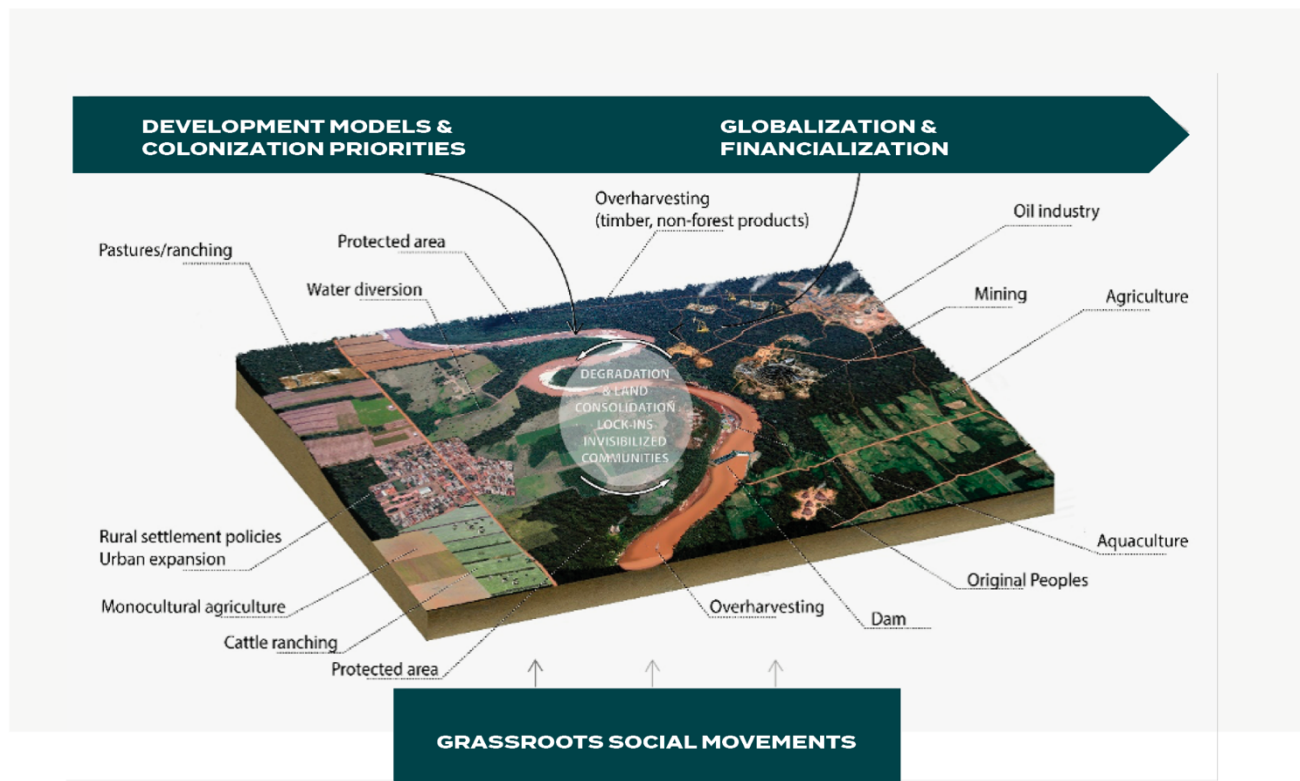 DEVELOPMENT MODELS &
COLONIZATION PRIORITIES
GLOBALIZATION &
FINANCIALIZATION
Overharvesting
(timber, non-forest products)
Oil industry
Protected area
Pastures/ranching
Water diversion
Mining
Agriculture
DEGRADATION
& LAND
CONSOLIDATION
LOCK-INS
INVISIBILIZED
COMMUNITIES
Rural settlement policies
Urban expansion
Aquaculture
Original Peoples
Monocultural agriculture
Overharvesting
Dam
Cattle ranching
Protected area
GRASSROOTS SOCIAL MOVEMENTS